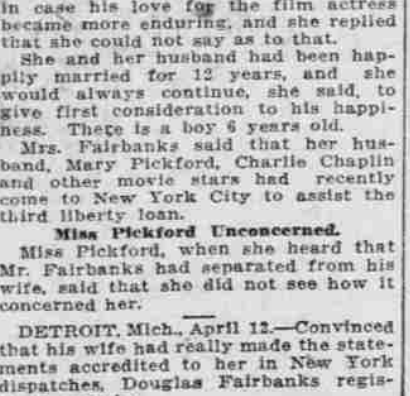 in case his love for the film actress
became more enduring, and she replied
that she could not say as to that.
She and her husband had been hap-
pily married for 12 years, and she
would always continue, she said, to
give first consideration to his happi-
ness. There is a boy 6 years old.
Mrs. Fairbanks said that her hus-
band, Mary Pickford, Charlie Chaplin
and other movie stars had recently
come to New York City to assist the
third liberty loan.
Miss Pickford Unconcerned.
Miss Pickford, when she heard that
Mr. Fairbanks had separated from his
wife, said that she did not see how it
concerned her.
DETROIT, Mich., April 12.—Convinced
that his wife had really made the state-
ments accredited to her in New York
dispatches, Douglas Fairbanks regis-